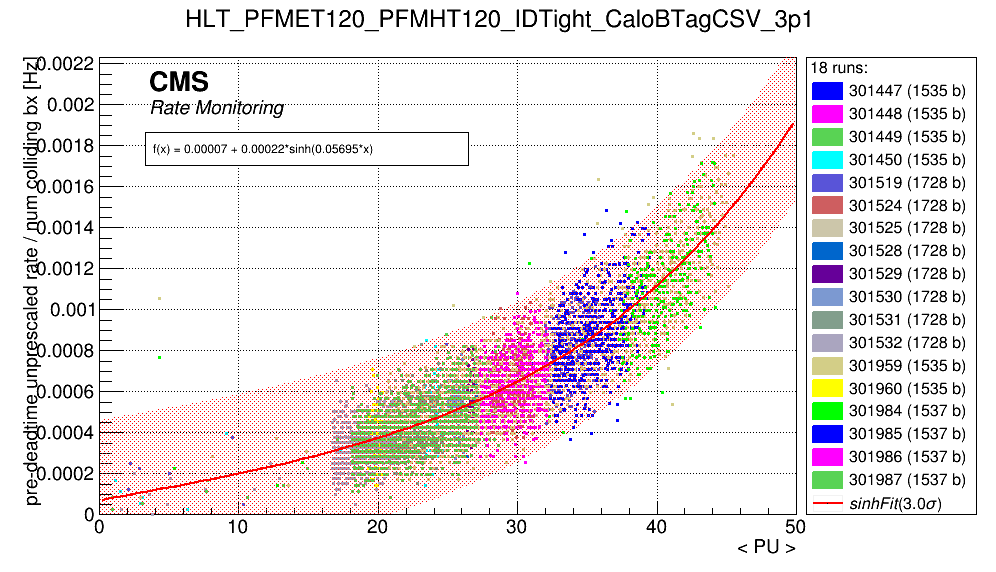 HLT_PFMET120_PFMHT120_IDTight_CaloBTagCSV_3p1
pre-deadtime unprescaled rate / num colliding bx [Hz]
0.0022
0.002
0.0018
0.0016
0.0014
0.0012
0.001
0.0008
0.0006
0.0004
0.0002
0
CMS
Rate Monitoring
f(x) = 0.00007 + 0.00022*sinh(0.05695*x)
0 10 20 30 40 50
< PU >
18 runs:
301447 (1535 b)
301448 (1535 b)
301449 (1535 b)
301450 (1535 b)
301519 (1728 b)
301524 (1728 b)
301525 (1728 b)
301528 (1728 b)
301529 (1728 b)
301530 (1728 b)
301531 (1728 b)
301532 (1728 b)
301959 (1535 b)
301960 (1535 b)
301984 (1537 b)
301985 (1537 b)
301986 (1537 b)
301987 (1537 b)
sinhFit(3.0σ)